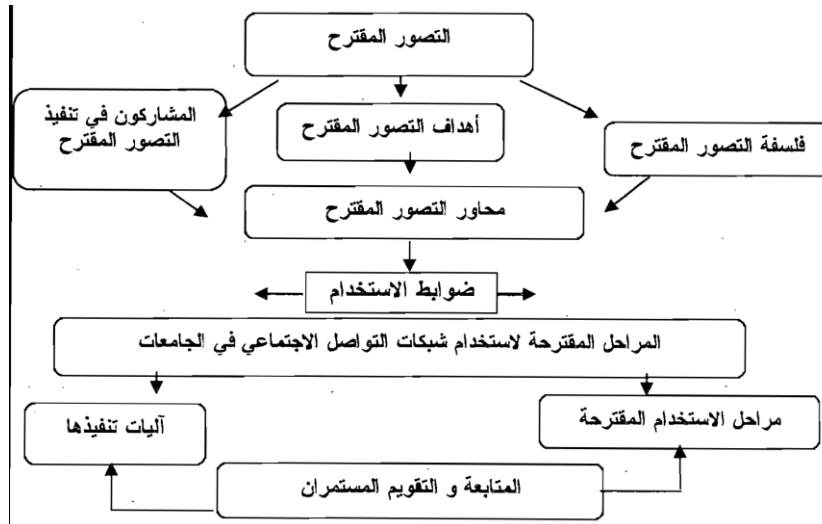 التصور المقترح
فلسفة التصور المقترح
أهداف التصور المقترح
المشاركون في تنفيذ
التصور المقترح
محاور التصور المقترح
ضوابط الاستخدام
المراحل المقترحة لاستخدام شبكات التواصل الاجتماعي في الجامعات
مراحل الاستخدام المقترحة
آليات تنفيذها
المتابعة و التقويم المستمران